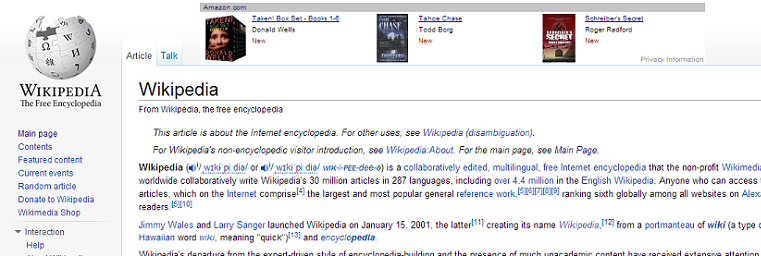 Amazon.com
Taken! Box Set - Books 1-6
Donald Wells
New
Tahoe Chase
Todd Borg
New
Schreiber's Secret
Roger Radford
New
Privacy Information
WIKIPEDIA
The Free Encyclopedia
Main page
Contents
Featured content
Current events
Random article
Donate to Wikipedia
Wikimedia Shop
Interaction
Help
Article Talk
Wikipedia
From Wikipedia, the free encyclopedia
This article is about the Internet encyclopedia. For other uses, see Wikipedia (disambiguation).
For Wikipedia's non-encyclopedic visitor introduction, see Wikipedia:About. For the main page, see Main Page.
Wikipedia (/ˌwɪkiˈpiːdiə/ or /ˌwɪkiˈpiːdiə/ WIK-i-PEE-dee-ə) is a collaboratively edited, multilingual, free Internet encyclopedia that the non-profit Wikimedia
worldwide collaboratively write Wikipedia's 30 million articles in 287 languages, including over 4.4 million in the English Wikipedia. Anyone who can access t
articles, which on the Internet comprise[4] the largest and most popular general reference work,[5][6][7][8][9] ranking sixth globally among all websites on Alexa
readers.[5][10]
Jimmy Wales and Larry Sanger launched Wikipedia on January 15, 2001, the latter[11] creating its name Wikipedia,[12] from a portmanteau of wiki (a type o
Hawaiian word wiki, meaning "quick")[13] and encyclopedia.
Wikipedia's departure from the expert-driven style of encyclopedia-building and the presence of much unacademic content have received extensive attention